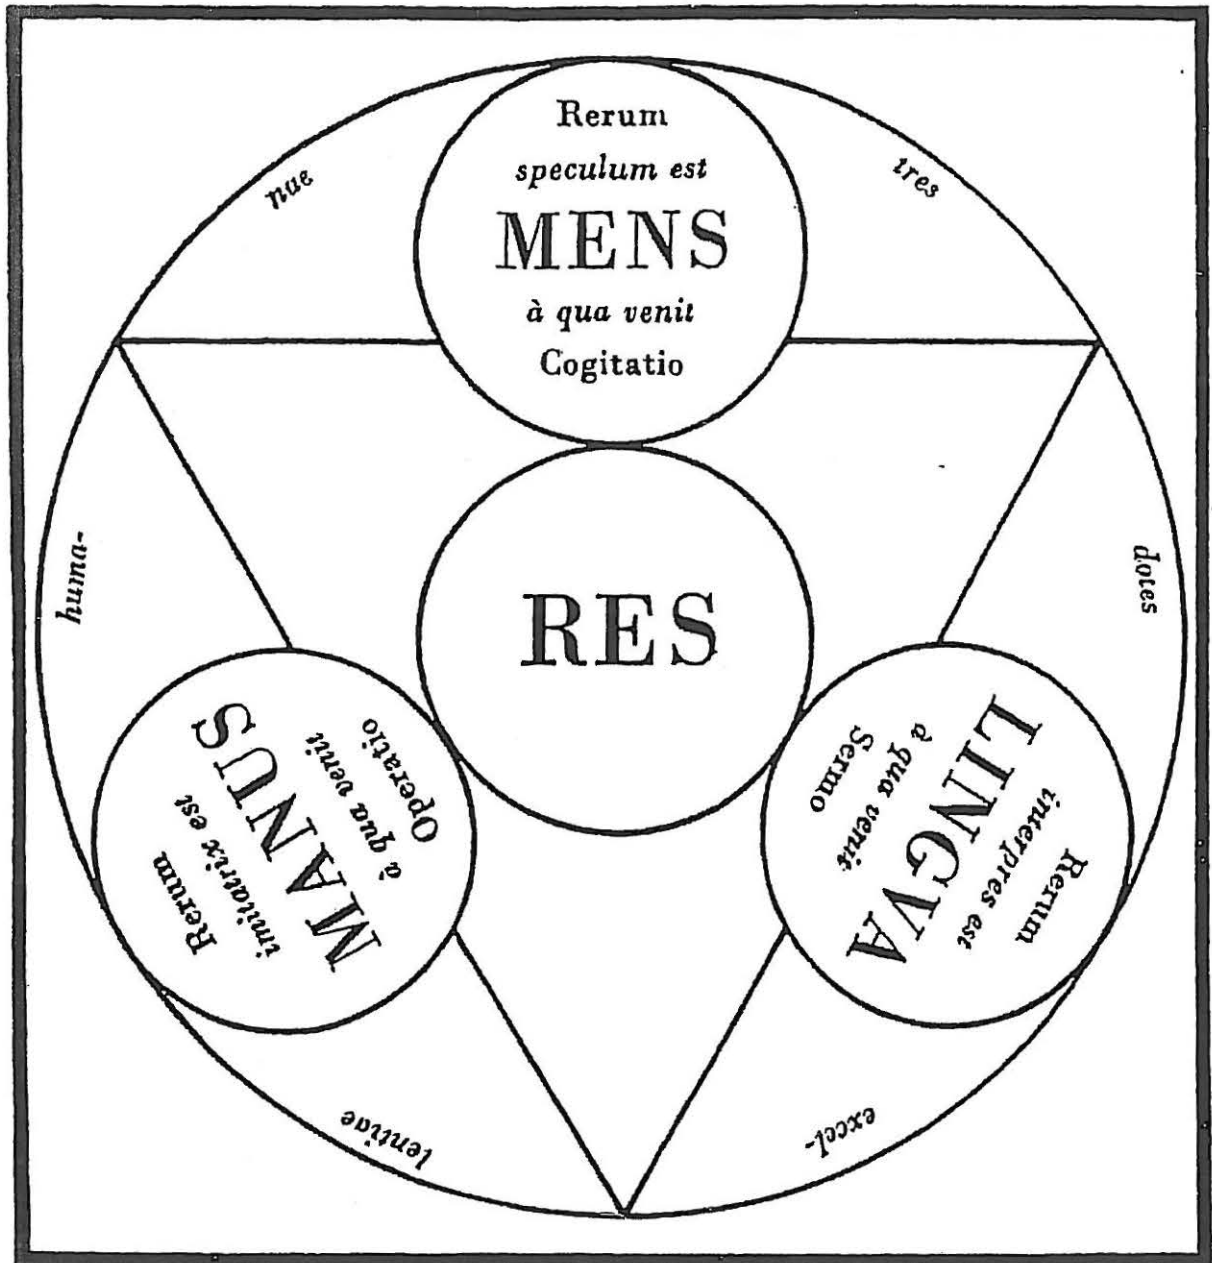 Rerum
speculum est
MENS
à qua venit
Cogitatio
RES
Rerum
interpres est
LINGVA
à qua venit
Sermo
Rerum
imitatrix est
MANUS
à qua venit
Operatio
tres
dotes
excel-
lentiae
huma-
nae